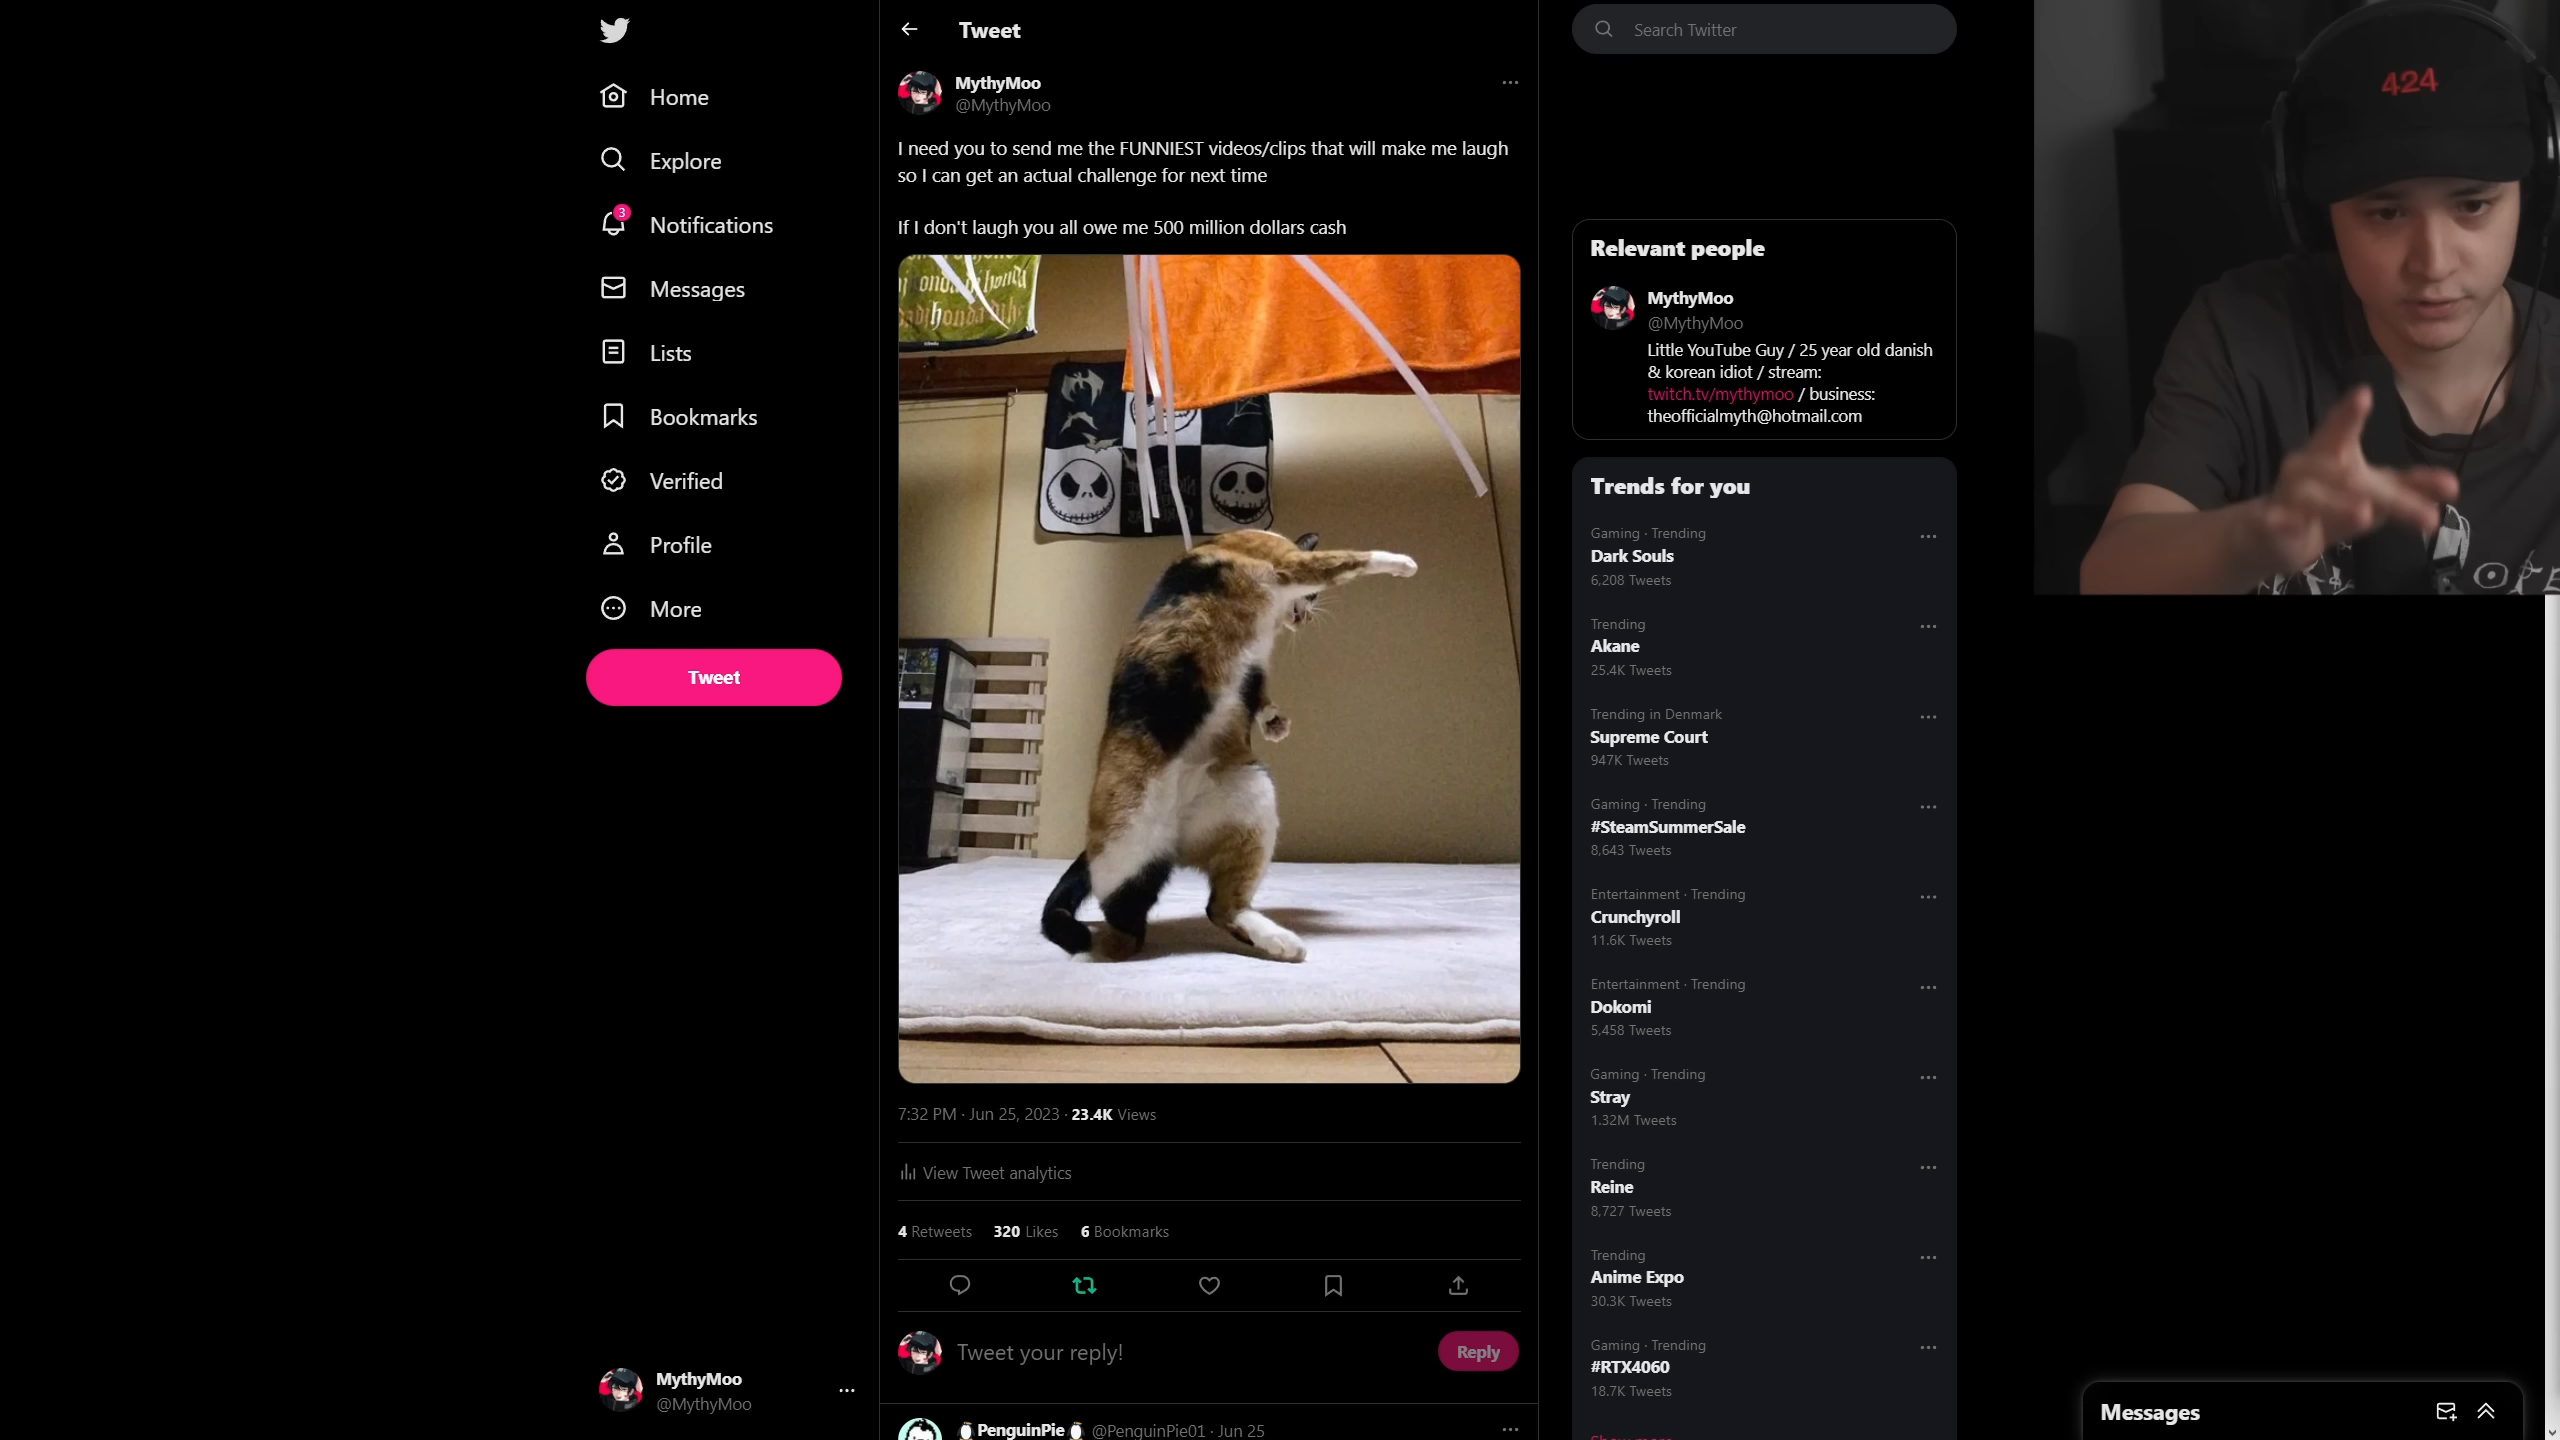 Home
Explore
3
Notifications
Messages
Lists
Bookmarks
Verified
Profile
More
Tweet
MythyMoo
@MythyMoo
Tweet
MythyMoo
@MythyMoo
I need you to send me the FUNNIEST videos/clips that will make me laugh
so I can get an actual challenge for next time
If I don't laugh you all owe me 500 million dollars cash
7:32 PM · Jun 25, 2023 · 23.4K Views
View Tweet analytics
4 Retweets 320 Likes 6 Bookmarks
Tweet your reply!
Reply
PenguinPie @PenguinPie01 · Jun 25
Search Twitter
Relevant people
MythyMoo
@MythyMoo
Little YouTube Guy / 25 year old danish
& korean idiot / stream:
twitch.tv/mythymoo / business:
theofficialmyth@hotmail.com
Trends for you
Gaming · Trending
Dark Souls
6,208 Tweets
Trending
Akane
25.4K Tweets
Trending in Denmark
Supreme Court
947K Tweets
Gaming · Trending
#SteamSummerSale
8,643 Tweets
Entertainment · Trending
Crunchyroll
11.6K Tweets
Entertainment · Trending
Dokomi
5,458 Tweets
Gaming · Trending
Stray
1.32M Tweets
Trending
Reine
8,727 Tweets
Trending
Anime Expo
30.3K Tweets
Gaming · Trending
#RTX4060
18.7K Tweets
424
Messages